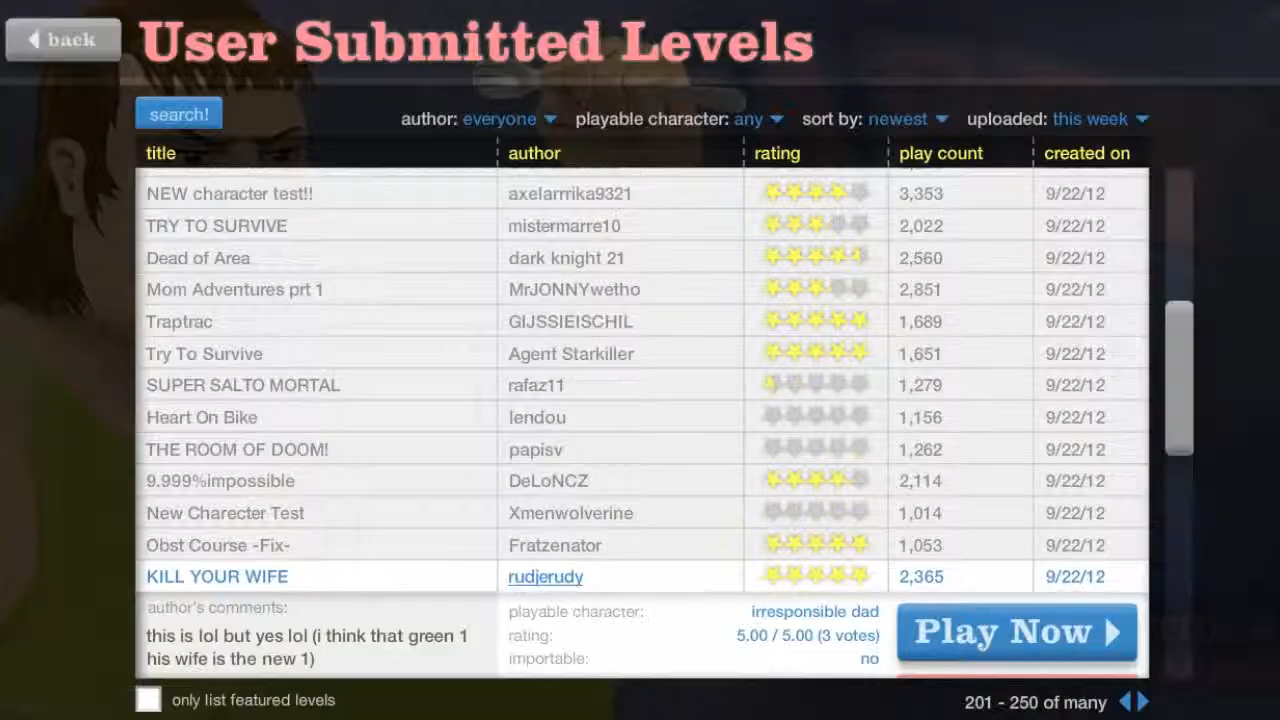 back
User Submitted Levels
search!
author: everyone playable character: any sort by: newest uploaded: this week
title author rating play count created on
NEW character test!! axelarrrika9321 3,353 9/22/12
TRY TO SURVIVE mistermarre10 2,022 9/22/12
Dead of Area dark knight 21 2,560 9/22/12
Mom Adventures prt 1 MrJONNYwetho 2,851 9/22/12
Traptrac GIJSSIEISCHIL 1,689 9/22/12
Try To Survive Agent Starkiller 1,651 9/22/12
SUPER SALTO MORTAL rafaz11 1,279 9/22/12
Heart On Bike lendou 1,156 9/22/12
THE ROOM OF DOOM! papisv 1,262 9/22/12
9.999%impossible DeLoNCZ 2,114 9/22/12
New Charecter Test Xmenwolverine 1,014 9/22/12
Obst Course -Fix- Fratzenator 1,053 9/22/12
KILL YOUR WIFE rudjerudy 2,365 9/22/12
author's comments:
this is lol but yes lol (i think that green 1
his wife is the new 1)
playable character: irresponsible dad
rating: 5.00 / 5.00 (3 votes)
importable: no
Play Now
only list featured levels
201 - 250 of many